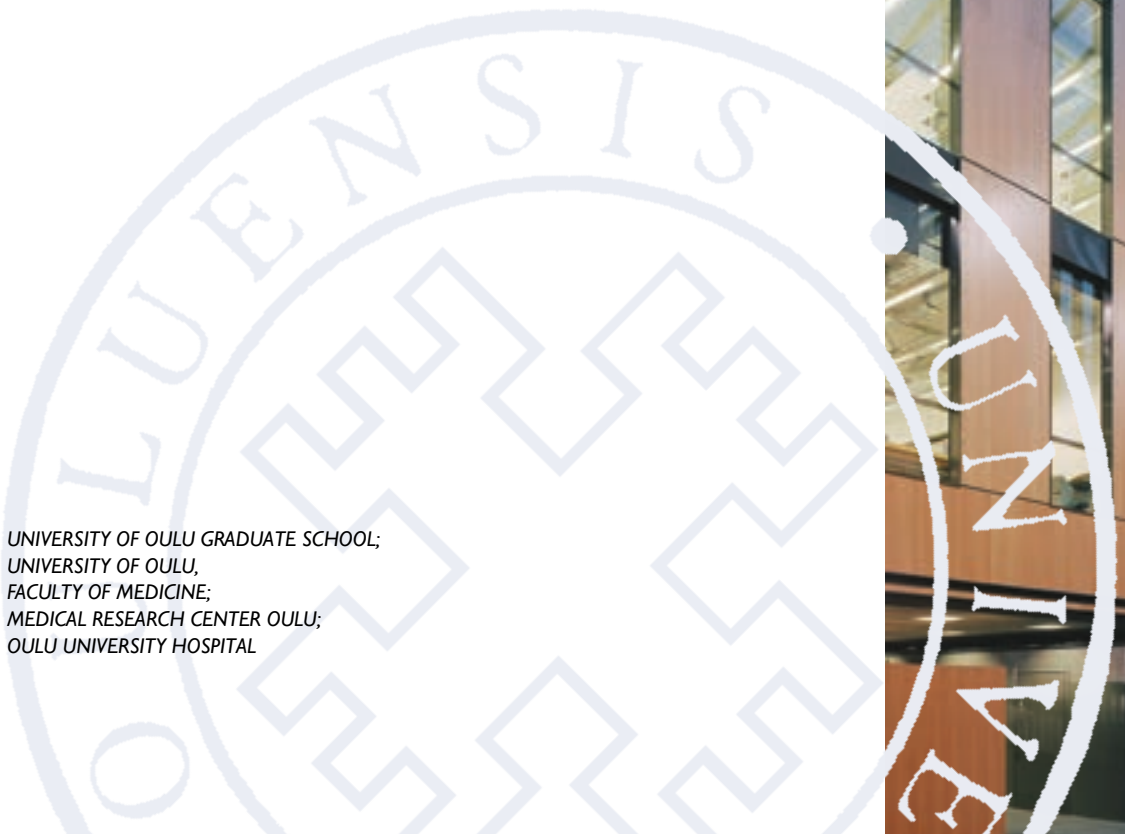 OULUENSIS
UNIVE
UNIVERSITY OF OULU GRADUATE SCHOOL;
UNIVERSITY OF OULU,
FACULTY OF MEDICINE;
MEDICAL RESEARCH CENTER OULU;
OULU UNIVERSITY HOSPITAL